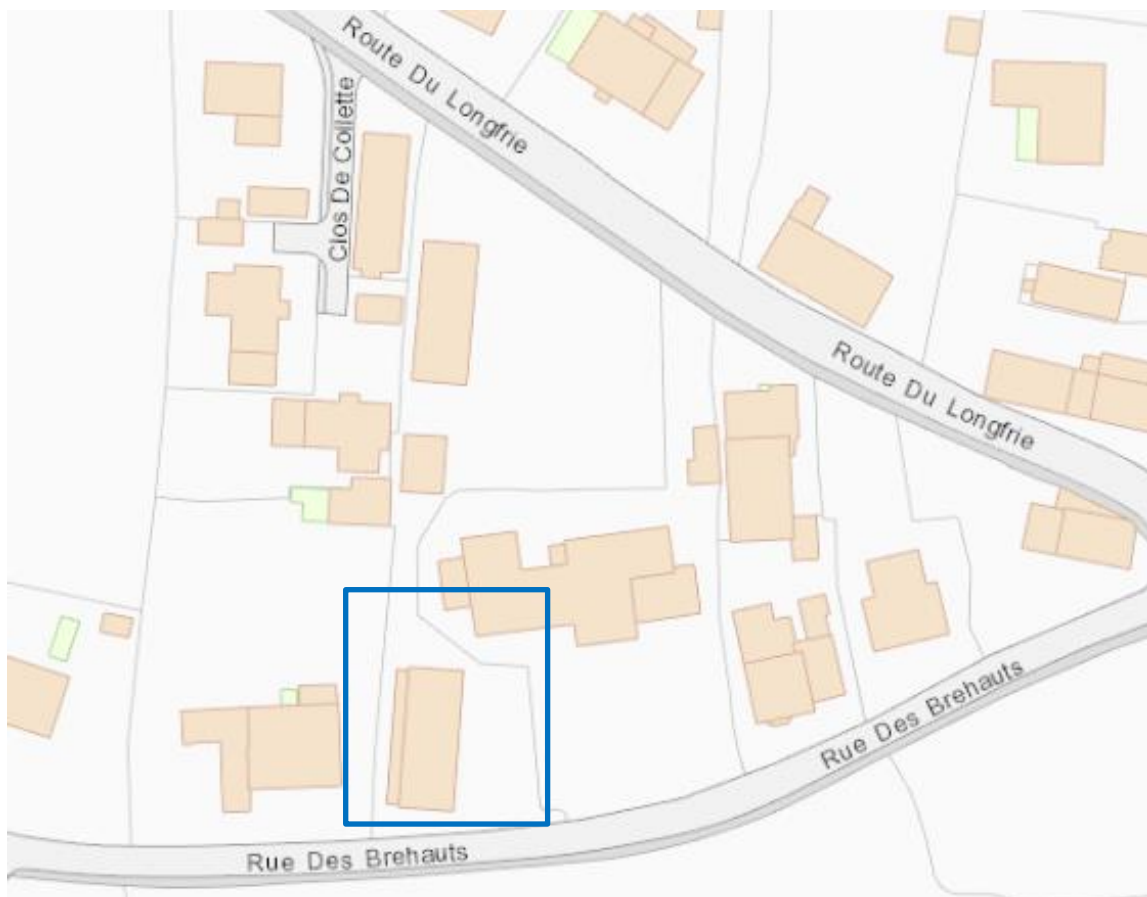 Route Du Longfrie
Clos De Collette
Route Du Longfrie
Rue Des Brehauts
Rue Des Brehauts